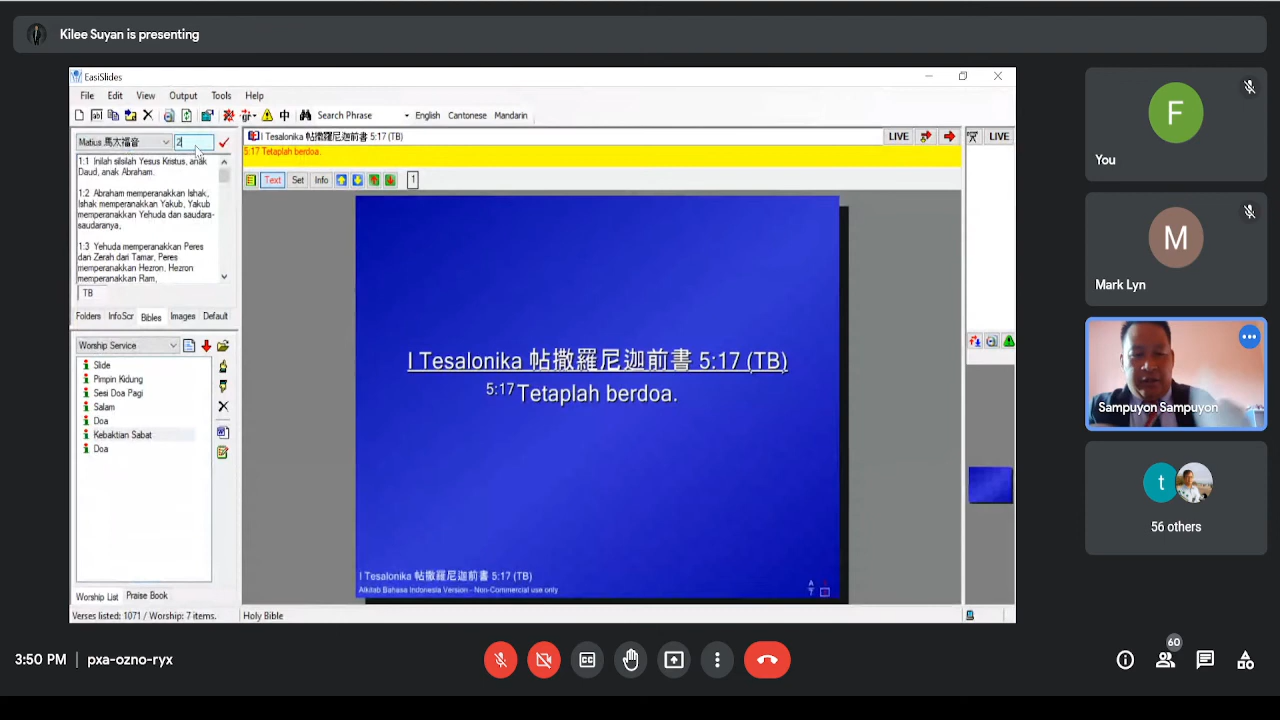 Kilee Suyan is presenting
EasiSlides
File Edit View Output Tools Help
中 Search Phrase English Cantonese Mandarin
Matius 馬太福音 2
I Tesalonika 帖撒羅尼迦前書 5:17 (TB)
LIVE LIVE
5:17 Tetaplah berdoa.
Text Set Info 1
1:1 Inilah silsilah Yesus Kristus, anak
Daud, anak Abraham.
1:2 Abraham memperanakkan Ishak,
Ishak memperanakkan Yakub, Yakub
memperanakkan Yehuda dan saudara-
saudaranya,
1:3 Yehuda memperanakkan Peres
dan Zerah dari Tamar, Peres
memperanakkan Hezron, Hezron
memperanakkan Ram,
TB
Folders InfoScr Bibles Images Default
Worship Service
Slide
Pimpin Kidung
Sesi Doa Pagi
Salam
Doa
Kebaktian Sabat
Doa
Worship List Praise Book
Verses listed: 1071 / Worship: 7 items.
Holy Bible
I Tesalonika 帖撒羅尼迦前書 5:17 (TB)
5:17 Tetaplah berdoa.
I Tesalonika 帖撒羅尼迦前書 5:17 (TB)
Alkitab Bahasa Indonesia Version - Non-Commercial use only
F
You
M
Mark Lyn
Sampuyon Sampuyon
t
56 others
3:50 PM | pxa-ozno-ryx
60